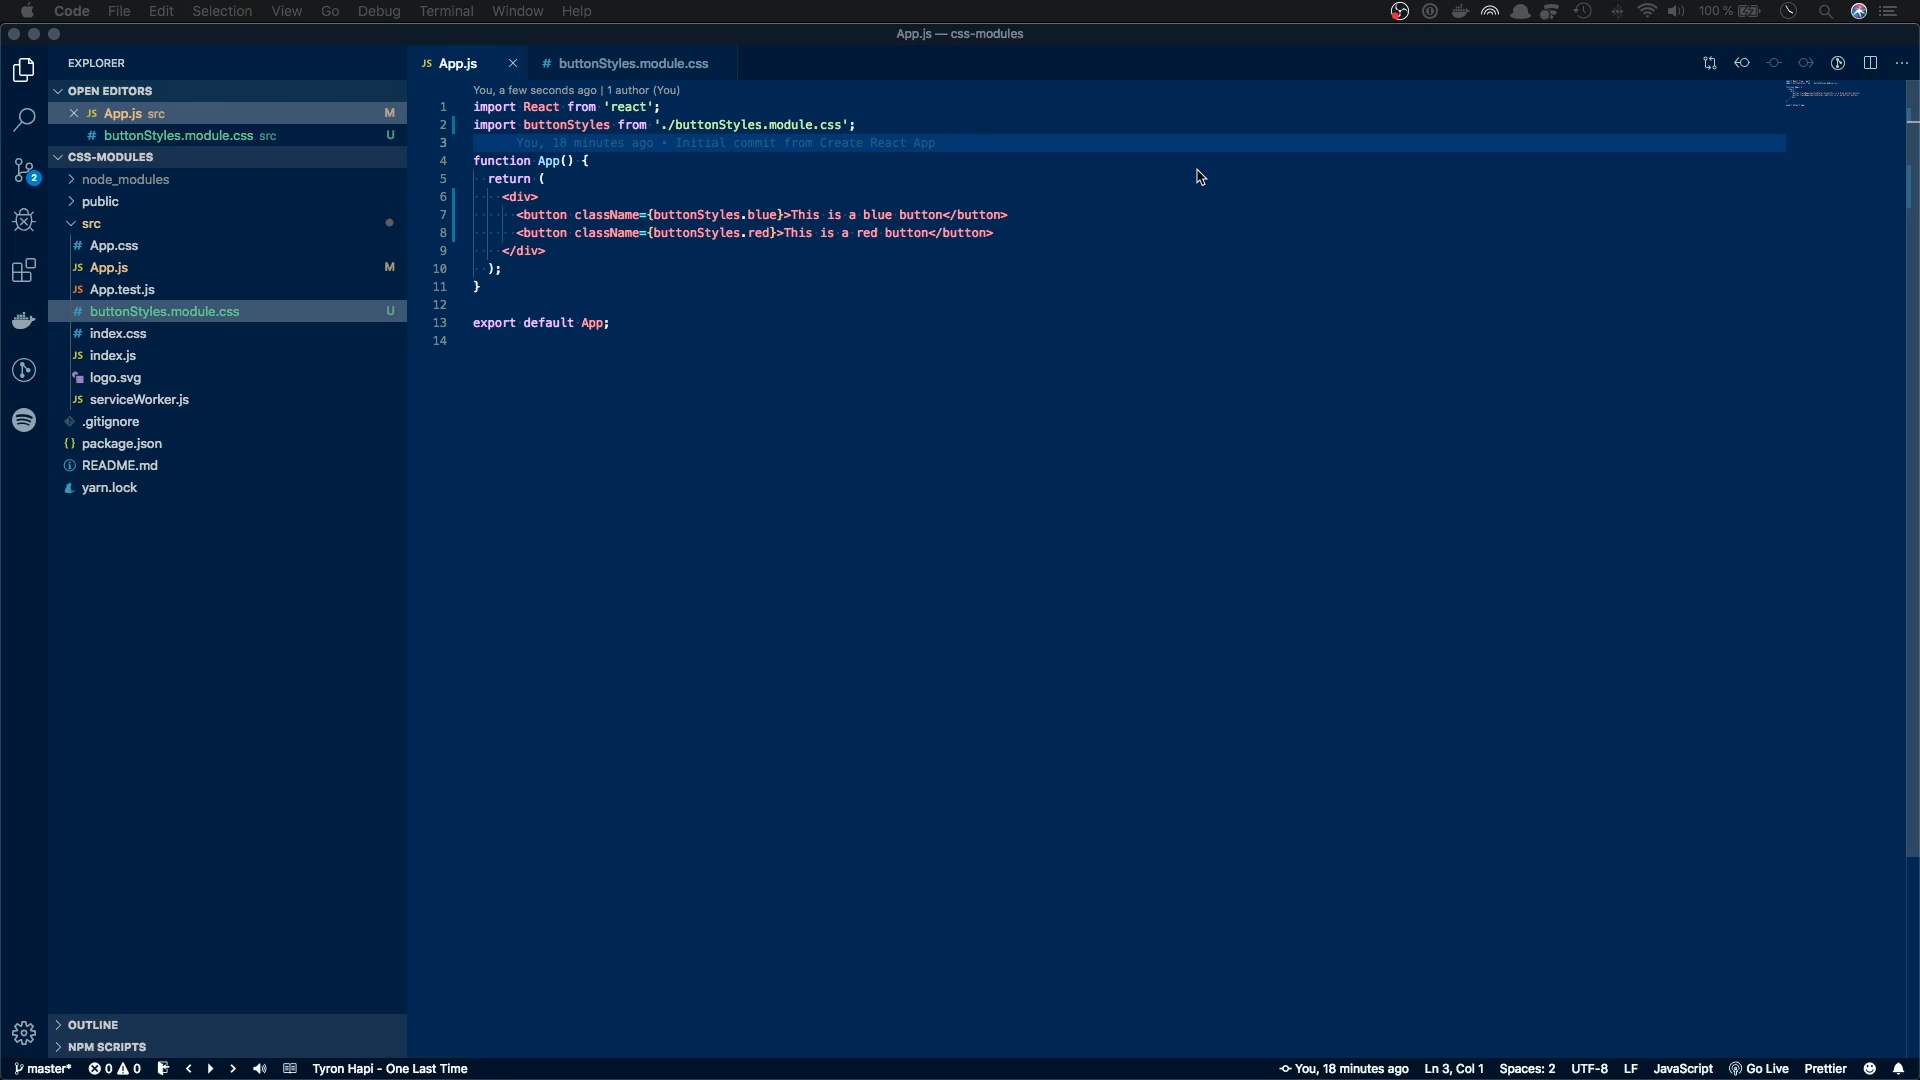 Code File Edit Selection View Go Debug Terminal Window Help
100 %
App.js — css-modules
EXPLORER
JS App.js
# buttonStyles.module.css
OPEN EDITORS
JS App.js src M
# buttonStyles.module.css src U
CSS-MODULES
node_modules
public
src
# App.css
JS App.js M
JS App.test.js
# buttonStyles.module.css U
# index.css
JS index.js
logo.svg
JS serviceWorker.js
.gitignore
{} package.json
README.md
yarn.lock
2
OUTLINE
NPM SCRIPTS
You, a few seconds ago | 1 author (You)
1 import React from 'react';
2 import buttonStyles from './buttonStyles.module.css';
3 You, 18 minutes ago • Initial commit from Create React App
4 function App() {
5 return (
6 <div>
7 <button className={buttonStyles.blue}>This is a blue button</button>
8 <button className={buttonStyles.red}>This is a red button</button>
9 </div>
10 );
11 }
12
13 export default App;
14
master* 0 0 Tyron Hapi - One Last Time
You, 18 minutes ago Ln 3, Col 1 Spaces: 2 UTF-8 LF JavaScript Go Live Prettier